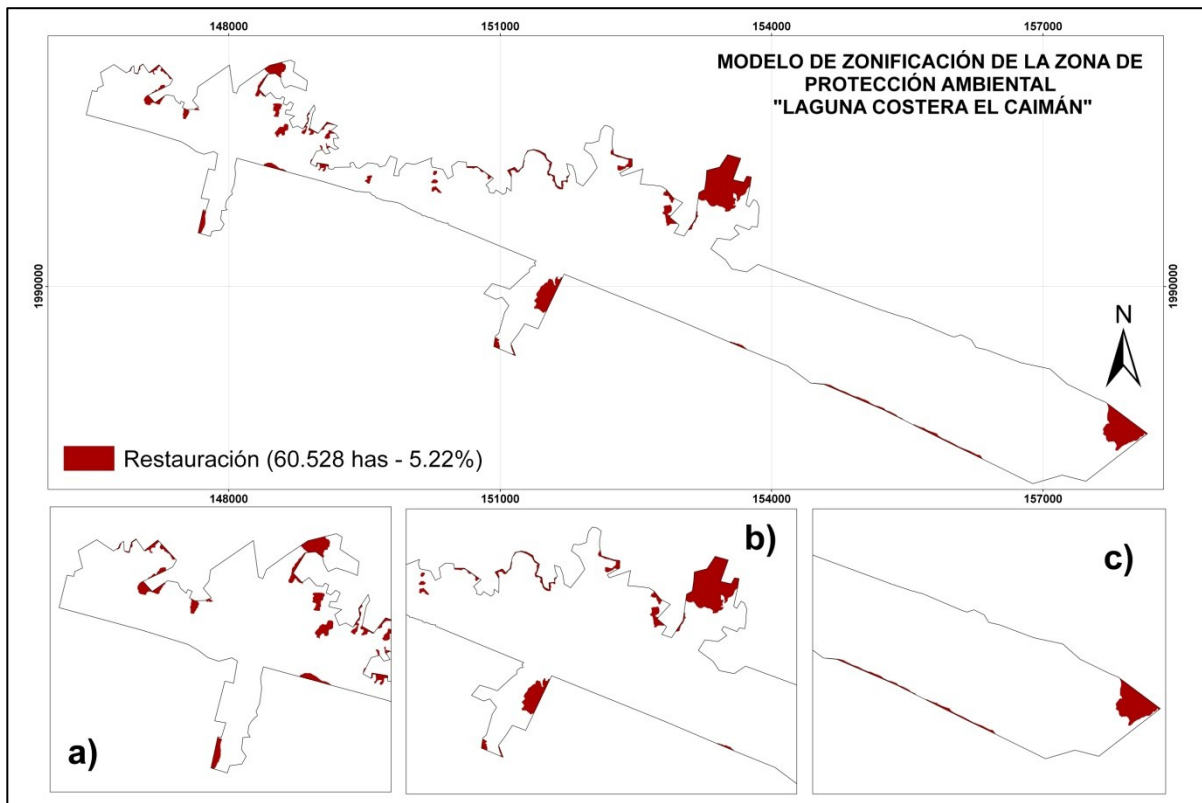 148000
151000
154000
157000
MODELO DE ZONIFICACIÓN DE LA ZONA DE
PROTECCIÓN AMBIENTAL
"LAGUNA COSTERA EL CAIMÁN"
1990000
1990000
N
Restauración (60.528 has - 5.22%)
148000
151000
154000
157000
a)
b)
c)